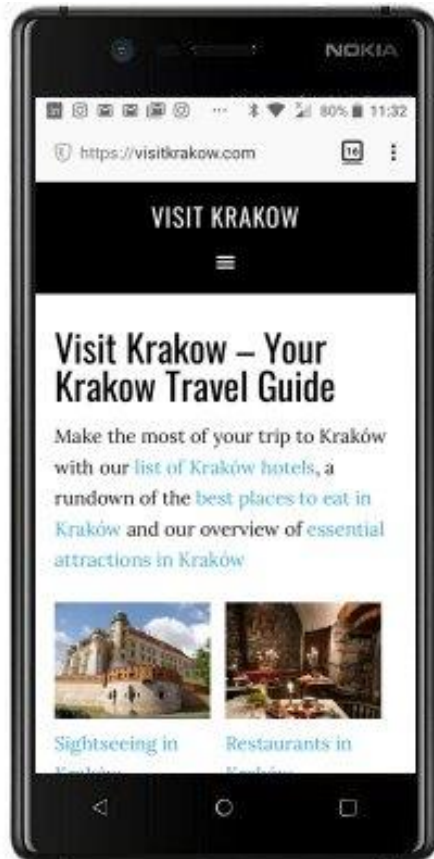 NOKIA
80% 11:32
https://visitkrakow.com
16
VISIT KRAKOW
Visit Krakow – Your
Krakow Travel Guide
Make the most of your trip to Kraków
with our list of Kraków hotels, a
rundown of the best places to eat in
Kraków and our overview of essential
attractions in Kraków
Sightseeing in
Restaurants in
Kraków
Kraków